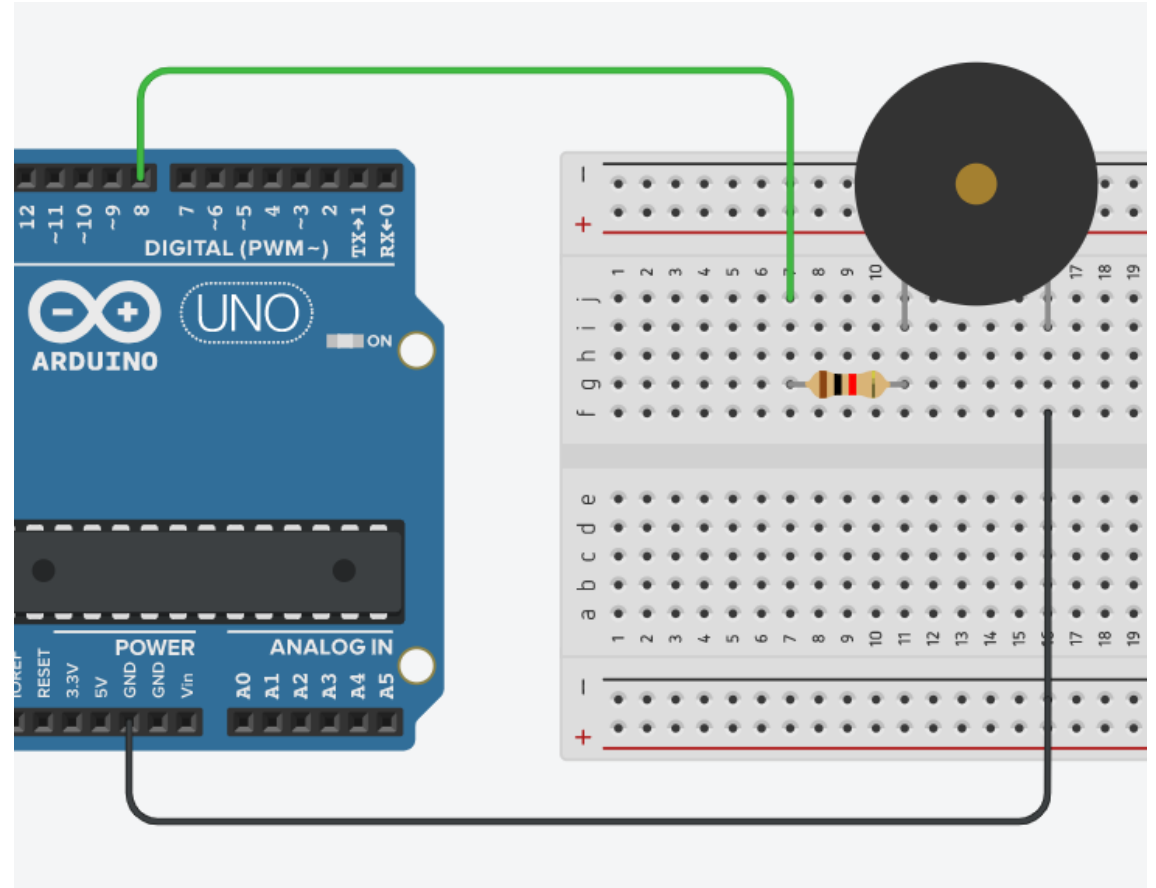 12 ~11 ~10 ~9 8 7 ~6 ~5 4 ~3 2 TX→1 RX←0
DIGITAL (PWM~)
UNO
ARDUINO
ON
POWER
ANALOG IN
RESET 3.3V 5V GND GND Vin A0 A1 A2 A3 A4 A5
−
+
1 2 3 4 5 6 7 8 9 10 17 18 19
j
i
h
g
f
e
d
c
b
a
1 2 3 4 5 6 7 8 9 10 11 12 13 14 15 16 17 18 19
−
+